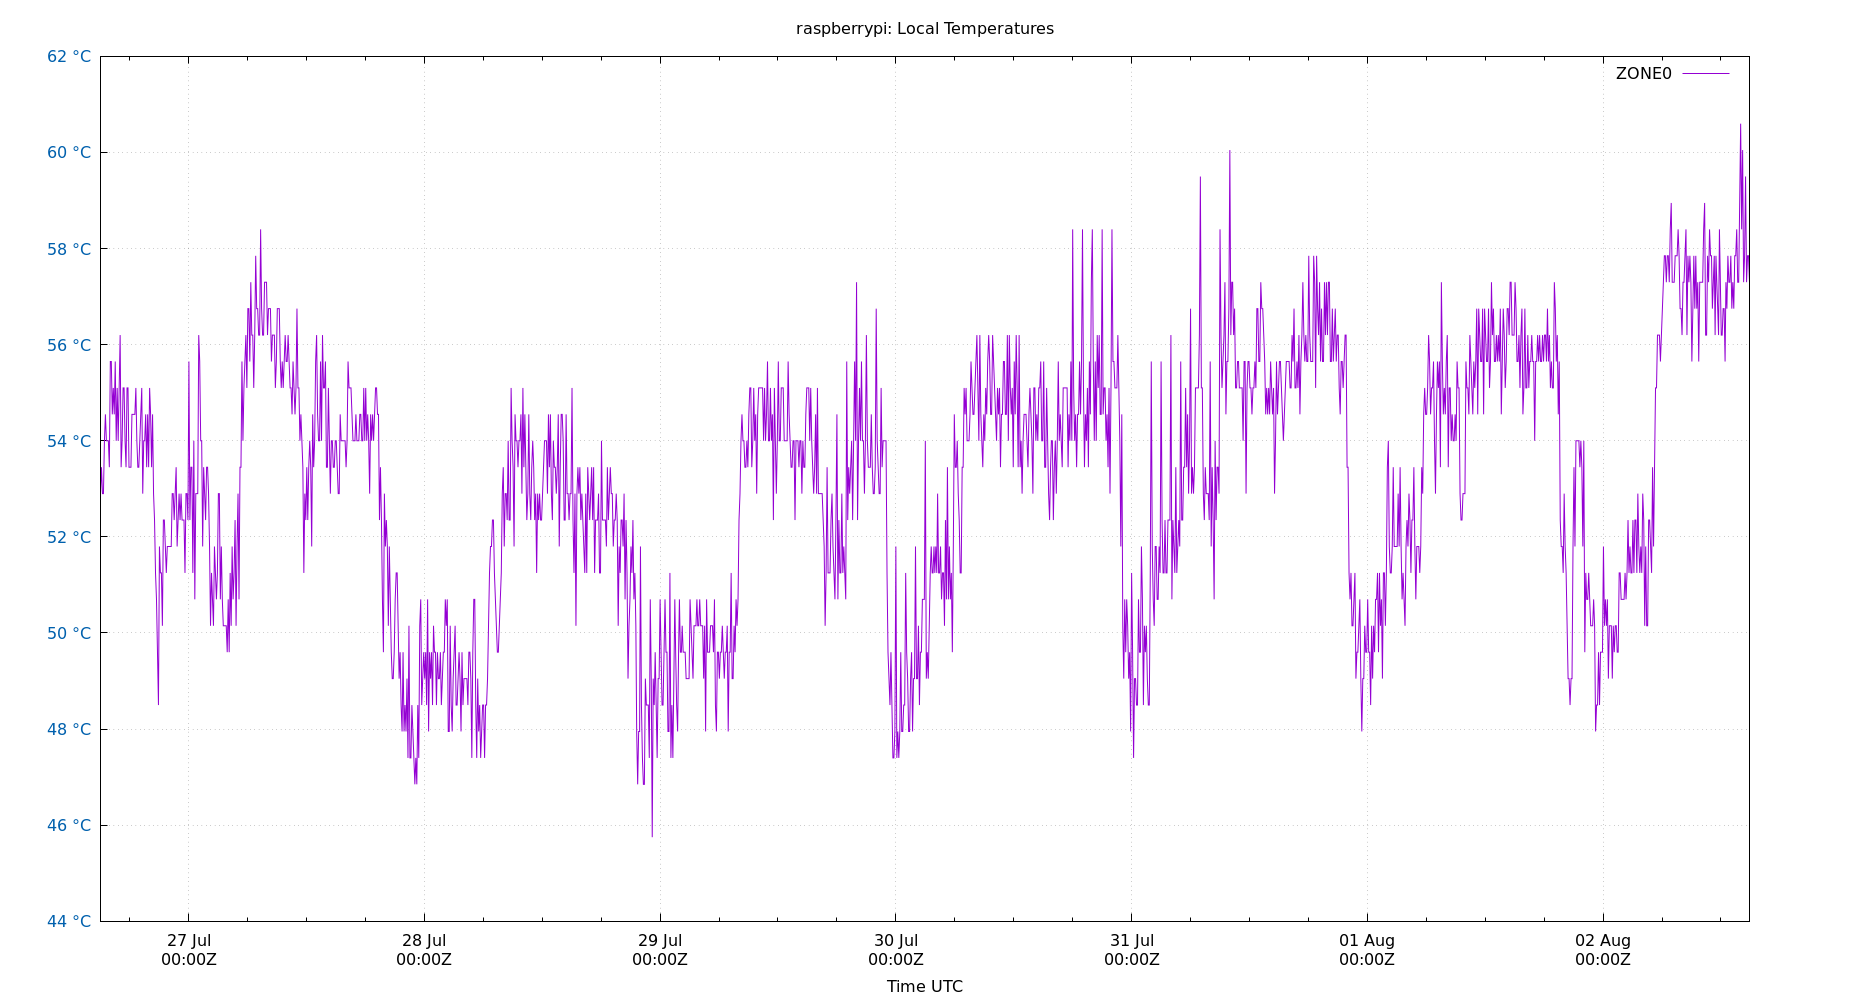 raspberrypi: Local Temperatures
ZONE0
62 °C
60 °C
58 °C
56 °C
54 °C
52 °C
50 °C
48 °C
46 °C
44 °C
27 Jul 28 Jul 29 Jul 30 Jul 31 Jul 01 Aug 02 Aug
00:00Z 00:00Z 00:00Z 00:00Z 00:00Z 00:00Z 00:00Z
Time UTC